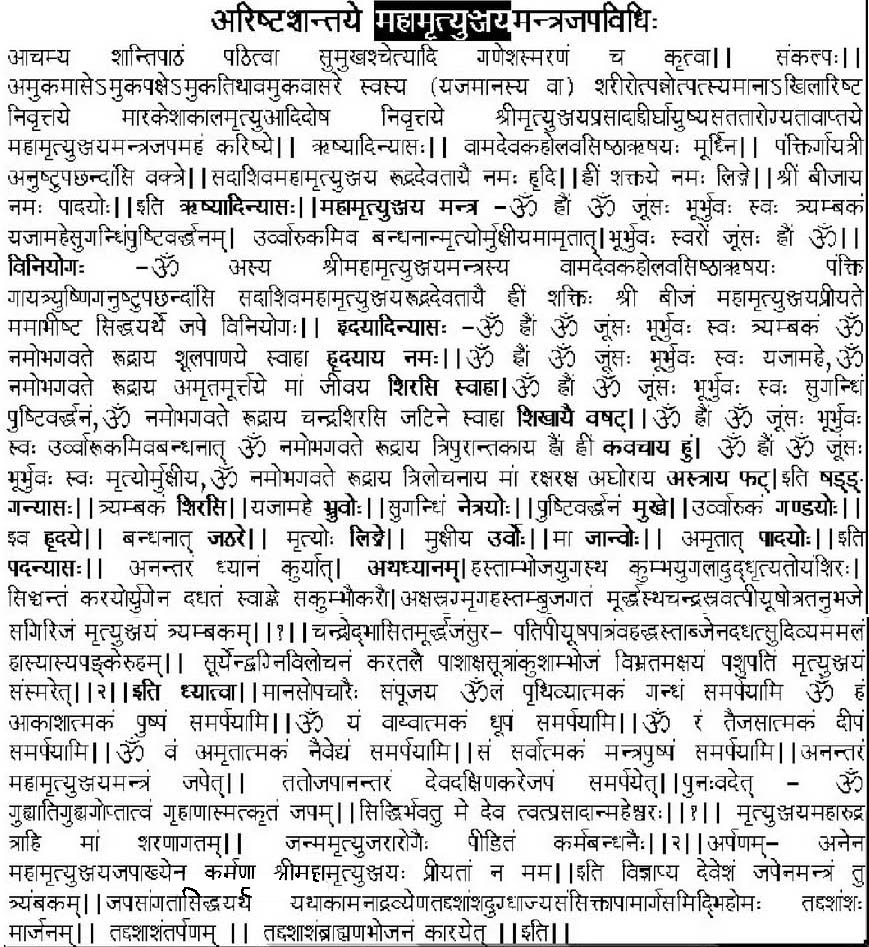 अरिष्टशान्तये महामृत्युञ्जयमन्त्रजपविधिः
आचम्य शान्तिपाठं पठित्वा सुमुखश्चेत्यादि गणेशस्मरणं च कृत्वा|| संकल्पः||
अमुकमासेऽमुकपक्षेऽमुकतिथावमुकवासरे स्वस्य (यजमानस्य वा) शरीरोत्पन्नोत्पत्स्यमानाऽखिलारिष्ट
निवृत्तये मारकेशाकालमृत्युआदिदोष निवृत्तये श्रीमृत्युञ्जयप्रसादाद्दीर्घायुष्यसततारोग्यतावाप्तये
महामृत्युञ्जयमन्त्रजपमहं करिष्ये|| ऋष्यादिन्यासः|| वामदेवकहोलवसिष्ठाऋषयः मूर्ध्नि|| पंक्तिर्गायत्री
अनुष्टुपछन्दांसि वक्त्रे||सदाशिवमहामृत्युञ्जय रूद्रदेवतायै नमः हृदि||ह्रीं शक्तये नमः लिङ्गे||श्रीं बीजाय
नमः पादयोः||इति ऋष्यादिन्यासः||महामृत्युञ्जय मन्त्र -ॐ हौं ॐ जूंसः भूर्भुवः स्वः त्र्यम्बकं
यजामहेसुगन्धिंपुष्टिवर्द्धनम्| उर्व्वारुकमिव बन्धनान्मृत्योर्मुक्षीयमामृतात्|भूर्भुवः स्वरों जूंसः हौं ॐ||
विनियोगः -ॐ अस्य श्रीमहामृत्युञ्जयमन्त्रस्य वामदेवकहोलवसिष्ठाऋषयः पंक्ति
गायत्र्युष्णिगनुष्टुपछन्दांसि सदाशिवमहामृत्युञ्जयरूद्रदेवतायै ह्रीं शक्तिः श्री बीजं महामृत्युञ्जयप्रीयते
ममाभीष्ट सिद्धयर्थे जपे विनियोगः|| हृदयादिन्यासः -ॐ हौं ॐ जूंसः भूर्भुवः स्वः त्र्यम्बकं ॐ
नमोभगवते रूद्राय शूलपाणये स्वाहा हृदयाय नमः||ॐ हौं ॐ जूंसः भूर्भुवः स्वः यजामहे,ॐ
नमोभगवते रूद्राय अमृतमूर्त्तये मां जीवय शिरसि स्वाहा|ॐ हौं ॐ जूंसः भूर्भुवः स्वः सुगन्धिं
पुष्टिवर्द्धनं,ॐ नमोभगवते रूद्राय चन्द्रशिरसि जटिने स्वाहा शिखायै वषट्||ॐ हौं ॐ जूंसः भूर्भुवः
स्वः उर्व्वारूकमिवबन्धनात् ॐ नमोभगवते रूद्राय त्रिपुरान्तकाय ह्रां ह्रीं कवचाय हुं| ॐ हौं ॐ जूंसः
भूर्भुवः स्वः मृत्योर्मुक्षीय,ॐ नमोभगवते रूद्राय त्रिलोचनाय मां रक्षरक्ष अघोराय अस्त्राय फट्|इति षड्ङ्-
गन्यासः||त्र्यम्बकं शिरसि||यजामहे भ्रुवोः||सुगन्धिं नेत्रयोः||पुष्टिवर्द्धनं मुखे||उर्व्वारुकं गण्डयोः||
इव हृदये|| बन्धनात् जठरे|| मृत्योः लिङ्गे|| मुक्षीय उर्वोः||मा जान्वोः|| अमृतात् पादयोः||इति
पदन्यासः|| अनन्तरं ध्यानं कुर्यात्| अथध्यानम्|हस्ताम्भोजयुगस्थ कुम्भयुगलादुद्धृत्यतोयंशिरः|
सिञ्चन्तं करयोर्युगेन दधतं स्वाङ्के सकुम्भौकरौ|अक्षस्रग्मृगहस्तम्बुजगतं मूर्द्धस्थचन्द्रस्रवत्पीयूषोत्रतनुभजे
सगिरिजं मृत्युञ्जयं त्र्यम्बकम्||१||चन्द्रोद्भासितमूर्द्धजंसुर- पतिपीयूषपात्रंवहद्धस्ताब्जेनदधत्सुदिव्यममलं
हास्यास्यपङ्केरुहम्|| सूर्येन्द्वग्निविलोचनं करतलै पाशाक्षसूत्रांकुशाम्भोजं विभ्रतमक्षयं पशुपतिं मृत्युञ्जयं
संस्मरेत्||२||इति ध्यात्वा||मानसोपचारैः संपूजय ॐलं पृथिव्यात्मकं गन्धं समर्पयामि ॐ हं
आकाशात्मकं पुष्पं समर्पयामि||ॐ यं वाय्वात्मकं धूपं समर्पयामि||ॐ रं तैजसात्मकं दीपं
समर्पयामि||ॐ वं अमृतात्मकं नैवेद्यं समर्पयामि||सं सर्वात्मकं मन्त्रपुष्पं समर्पयामि||अनन्तरं
महामृत्युञ्जयमन्त्रं जपेत्|| ततोजपानन्तरं देवदक्षिणकरेजपं समर्पयेत्||पुनःवदेत् - ॐ
गुह्यातिगुह्यगोप्तात्वं गृहाणास्मत्कृतं जपम्||सिद्धिर्भवतु मे देव त्वत्प्रसादान्महेश्वरः||१|| मृत्युञ्जयमहारुद्र
त्राहि मां शरणागतम्|| जन्ममृत्युजरारोगैः पीडितं कर्मबन्धनैः||२||अर्पणम्- अनेन
महामृत्युञ्जयजपाख्येन कर्मणा श्रीमहामृत्युञ्जयः प्रीयतां न मम||इति विज्ञाप्य देवेशं जपेनमन्त्रं तु
त्र्यंबकम्||जपसांगतासिद्धयर्थ यथाकामनाद्रव्येणतद्दशांशदुग्धाज्यसंसिक्तापामार्गसमिद्भिहोमः तद्दशांशः
मार्जनम्|| तद्दशाशंतर्पणम् || तद्दशाशंब्राह्मणभोजनं कारयेत् ||इति||